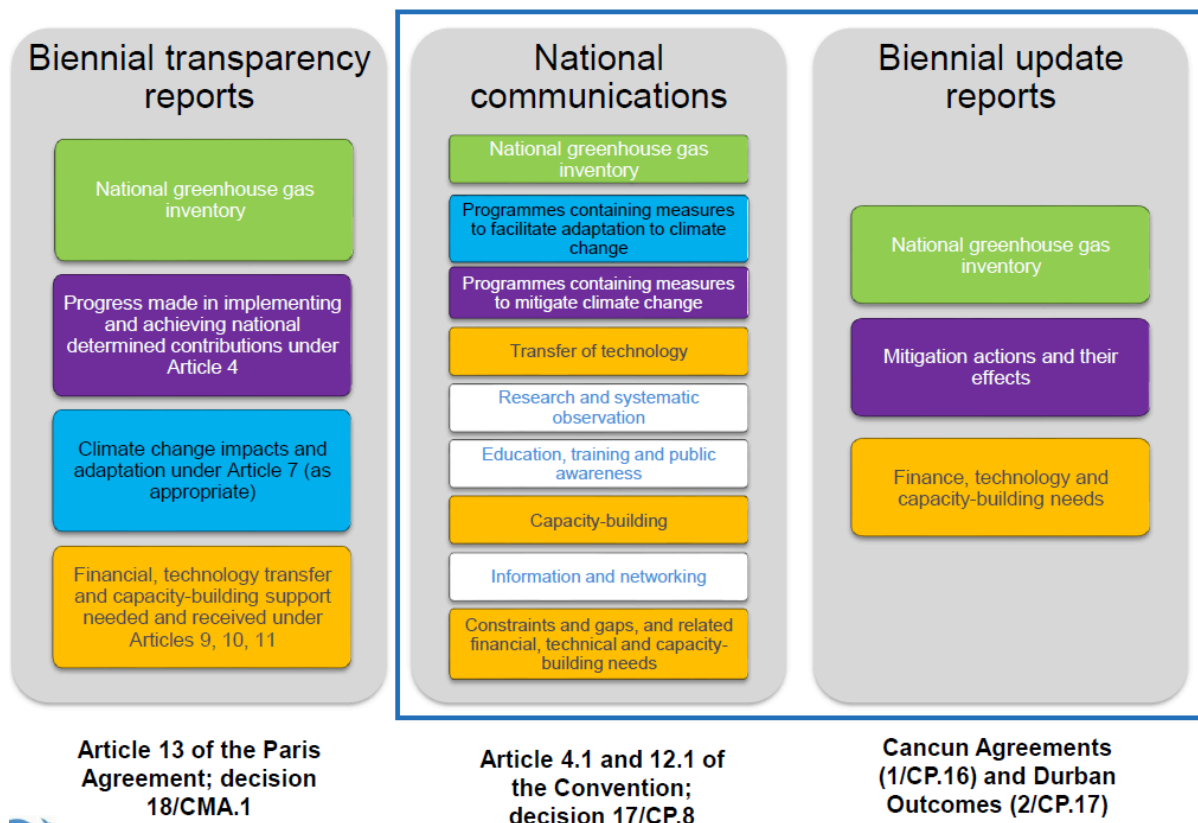 Biennial transparency
reports
National greenhouse gas
inventory
Progress made in implementing
and achieving national
determined contributions under
Article 4
Climate change impacts and
adaptation under Article 7 (as
appropriate)
Financial, technology transfer
and capacity-building support
needed and received under
Articles 9, 10, 11
Article 13 of the Paris
Agreement; decision
18/CMA.1
National
communications
National greenhouse gas
inventory
Programmes containing measures
to facilitate adaptation to climate
change
Programmes containing measures
to mitigate climate change
Transfer of technology
Research and systematic
observation
Education, training and public
awareness
Capacity-building
Information and networking
Constraints and gaps, and related
financial, technical and capacity-
building needs
Article 4.1 and 12.1 of
the Convention;
decision 17/CP.8
Biennial update
reports
National greenhouse gas
inventory
Mitigation actions and their
effects
Finance, technology and
capacity-building needs
Cancun Agreements
(1/CP.16) and Durban
Outcomes (2/CP.17)